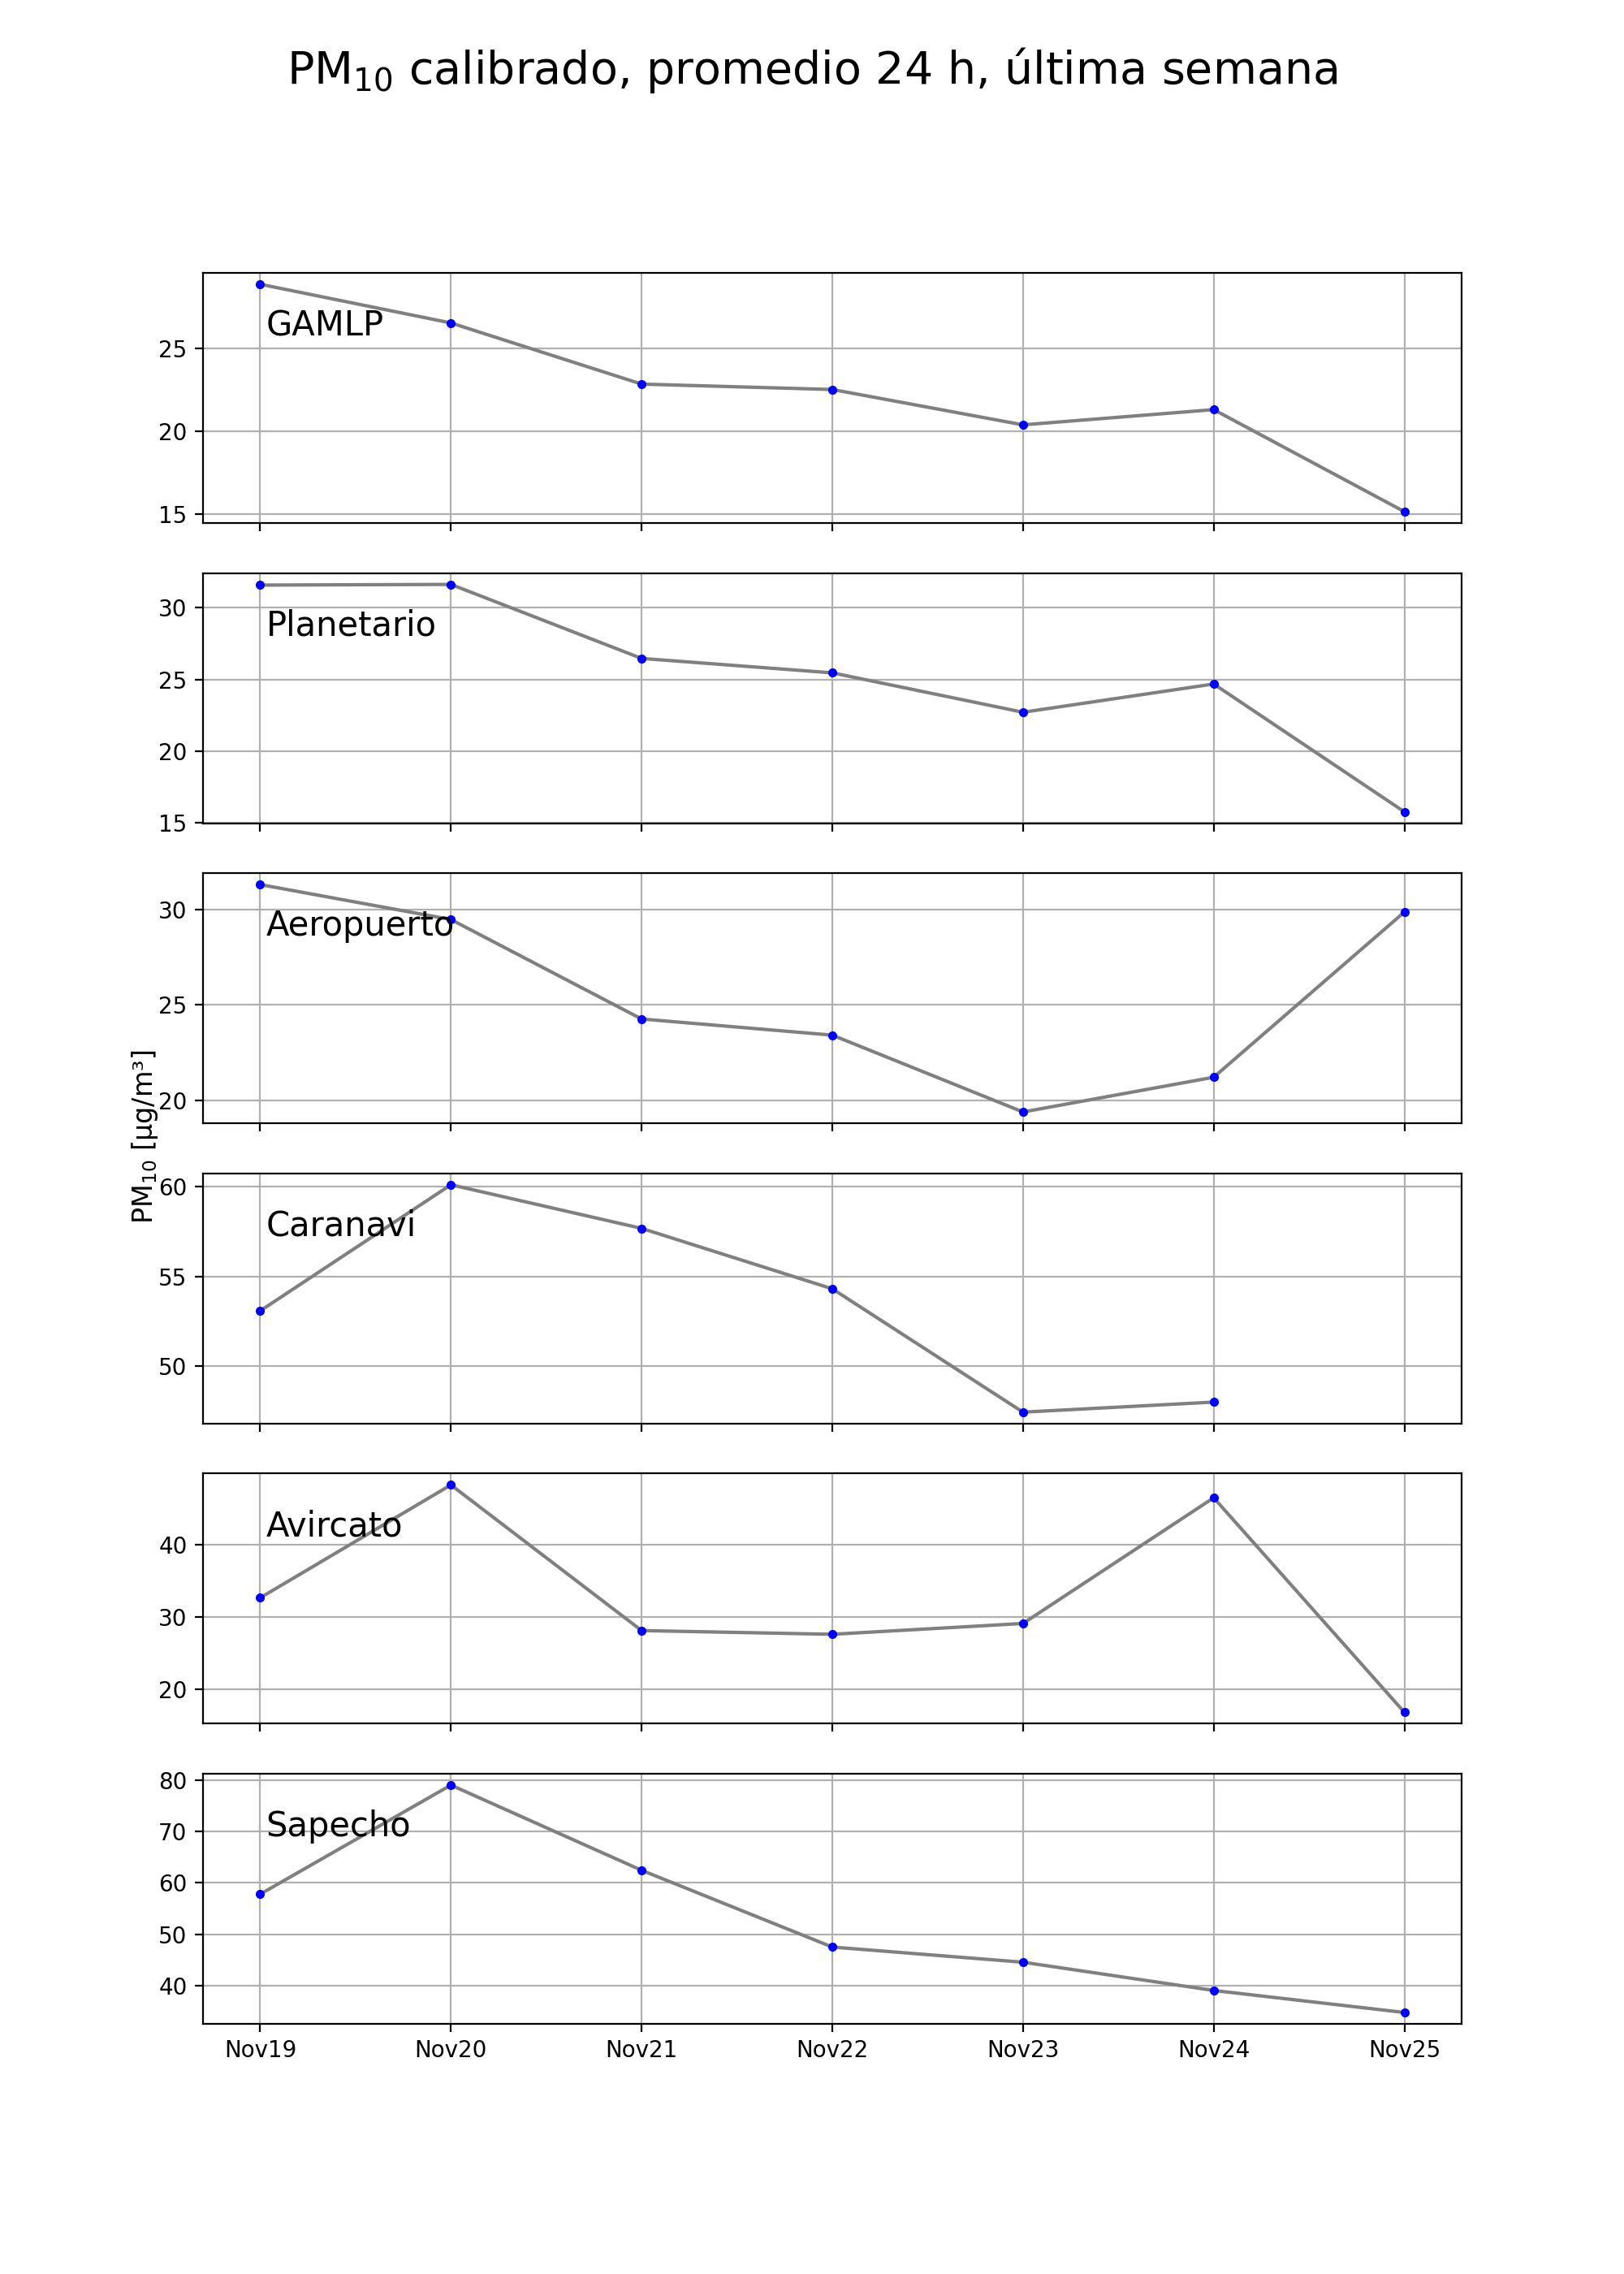 PM₁₀ calibrado, promedio 24 h, última semana
PM₁₀ [µg/m³]
GAMLP
25
20
15
Planetario
30
25
20
15
Aeropuerto
30
25
20
Caranavi
60
55
50
Avircato
40
30
20
Sapecho
80
70
60
50
40
Nov19 Nov20 Nov21 Nov22 Nov23 Nov24 Nov25